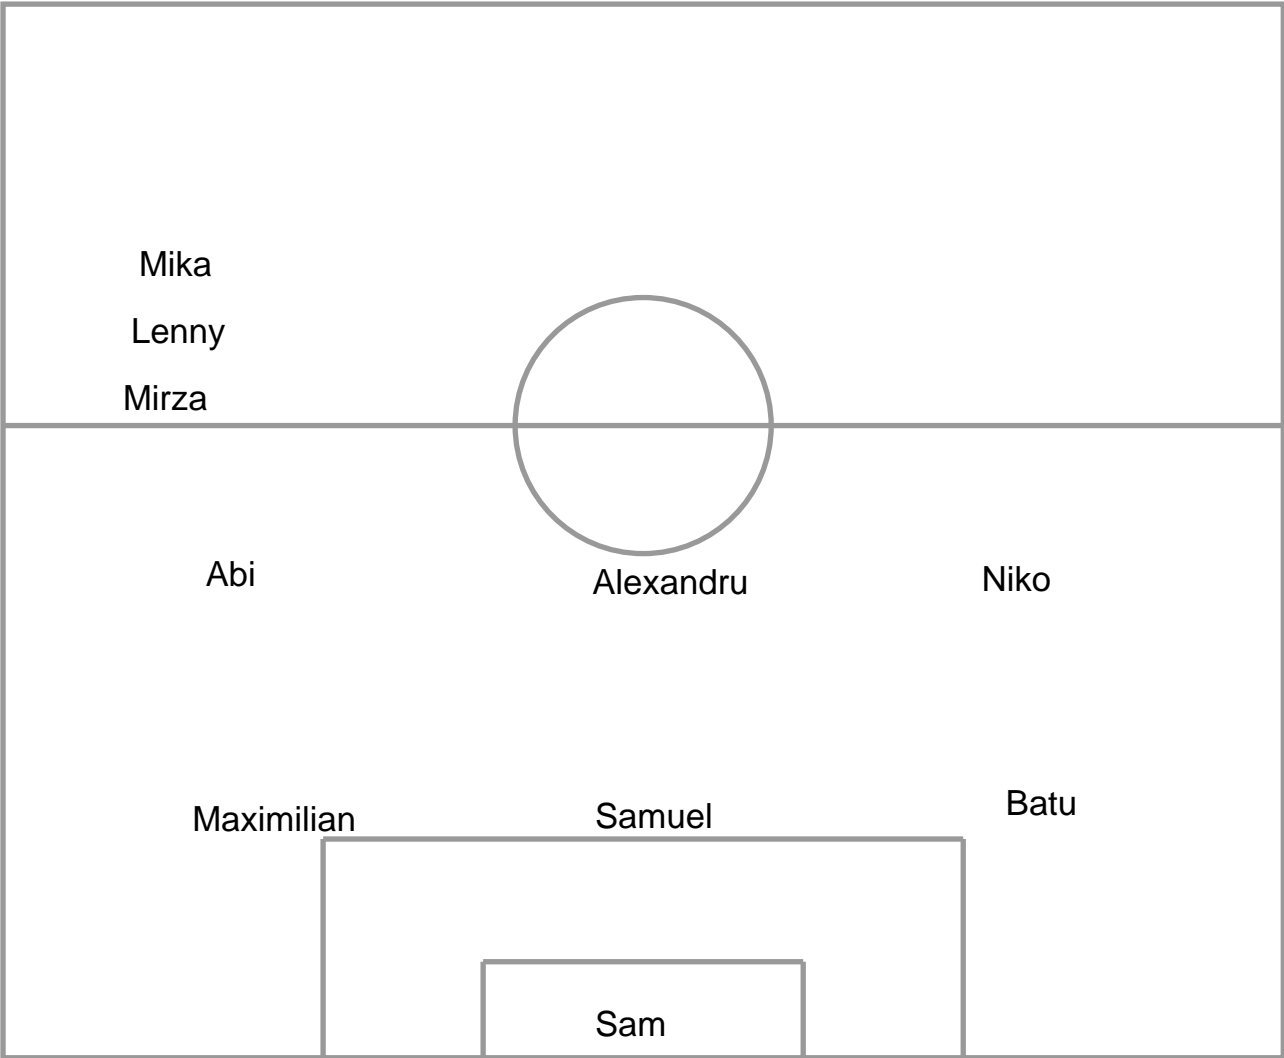 Mika
Lenny
Mirza
Abi
Alexandru
Niko
Maximilian
Samuel
Batu
Sam